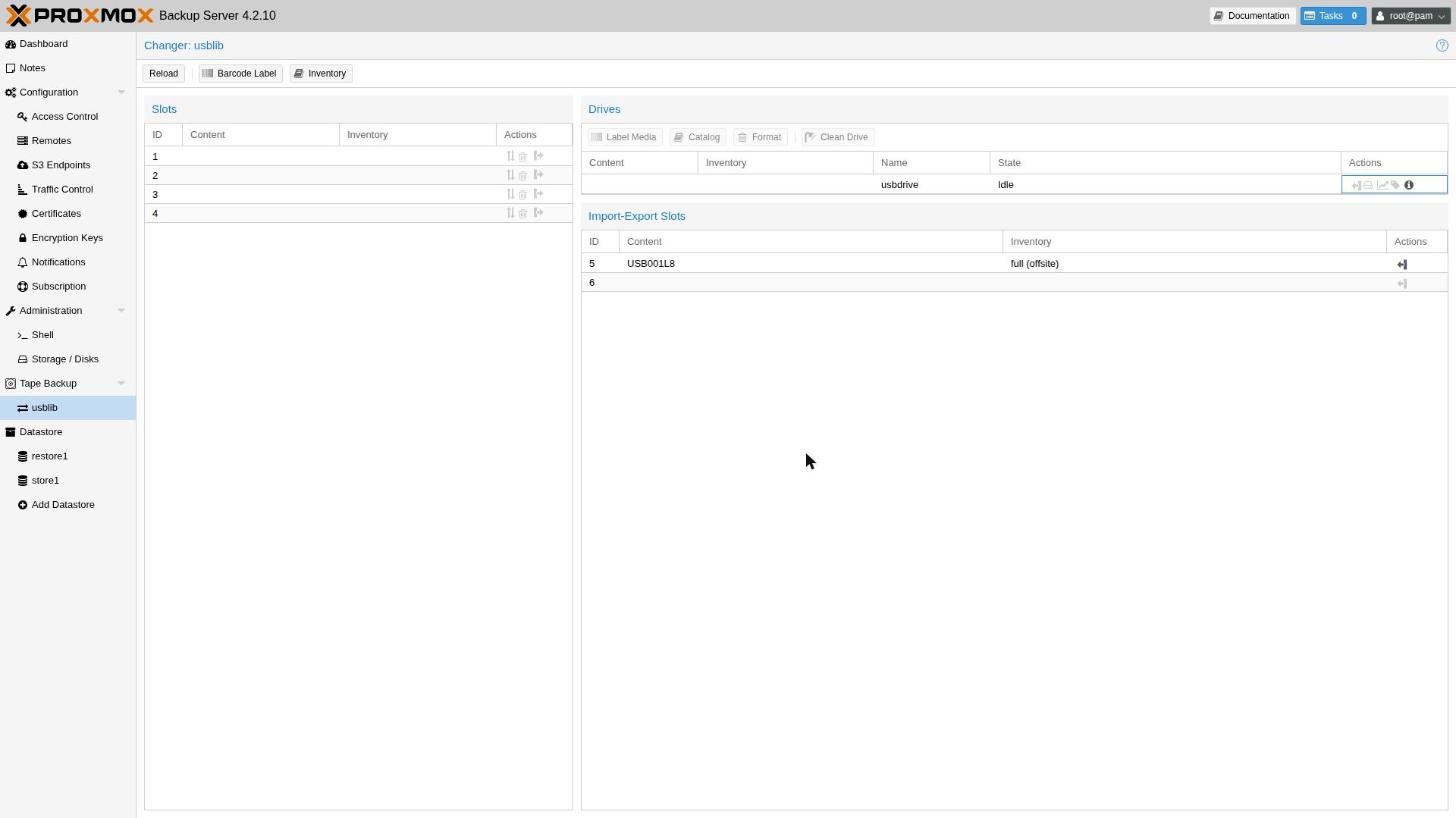 PROXMOX Backup Server 4.2.10 Documentation Tasks 0 root@pam
Dashboard
Notes
Configuration
Access Control
Remotes
S3 Endpoints
Traffic Control
Certificates
Encryption Keys
Notifications
Subscription
Administration
Shell
Storage / Disks
Tape Backup
usblib
Datastore
restore1
store1
Add Datastore
Changer: usblib
Reload Barcode Label Inventory
Slots
ID Content Inventory Actions
1
2
3
4
Drives
Label Media Catalog Format Clean Drive
Content Inventory Name State Actions
usbdrive Idle
Import-Export Slots
ID Content Inventory Actions
5 USB001L8 full (offsite)
6